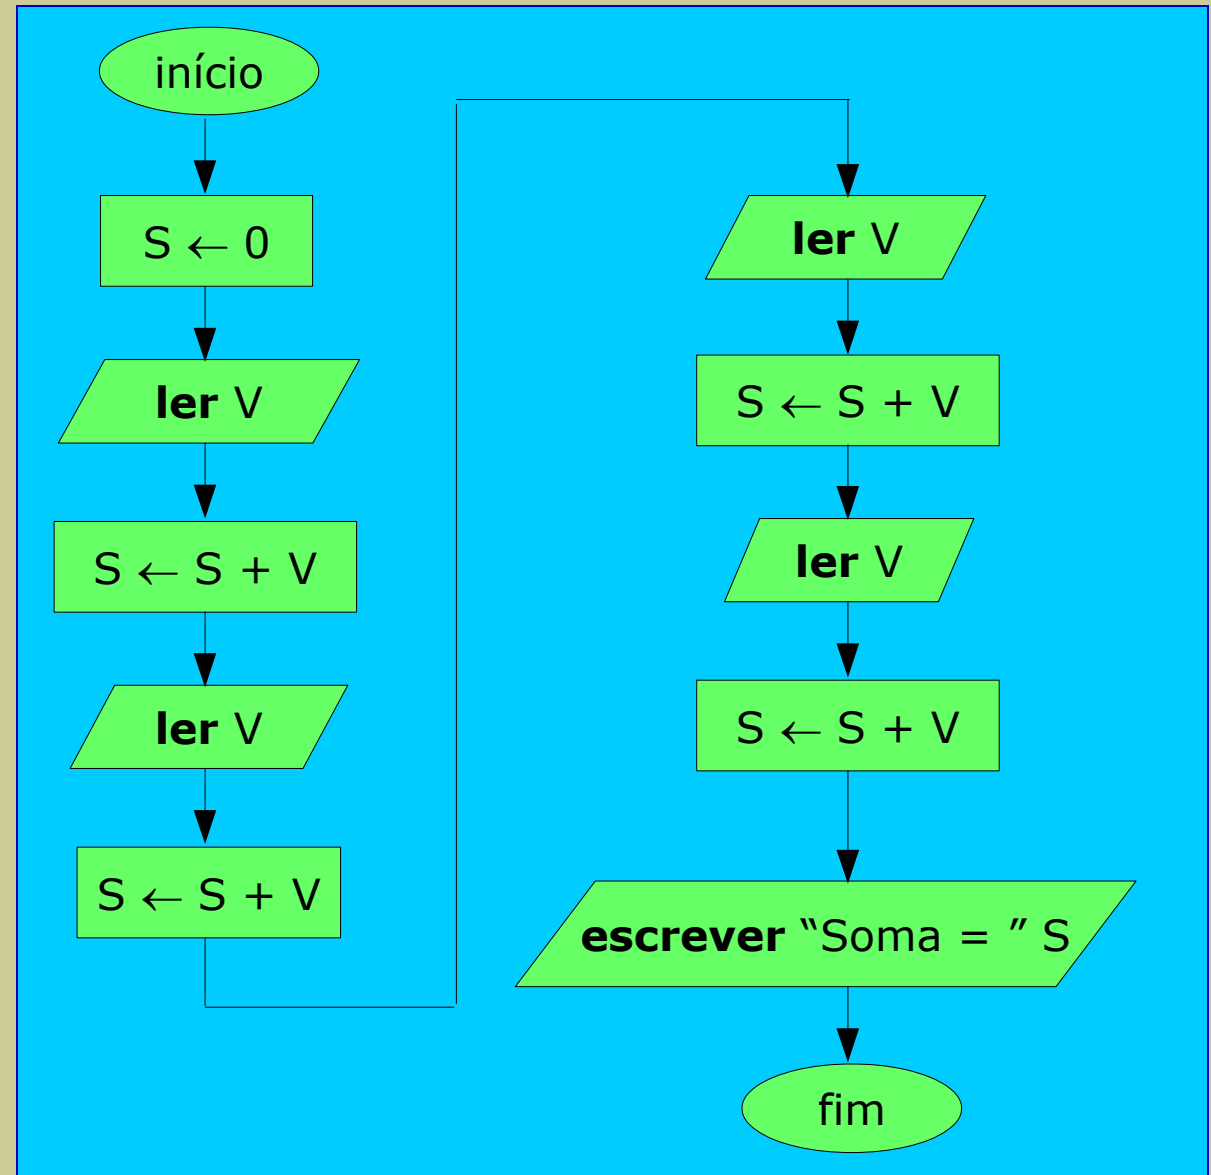 início
S ← 0
ler V
S ← S + V
ler V
S ← S + V
ler V
S ← S + V
ler V
S ← S + V
escrever “Soma = ” S
fim